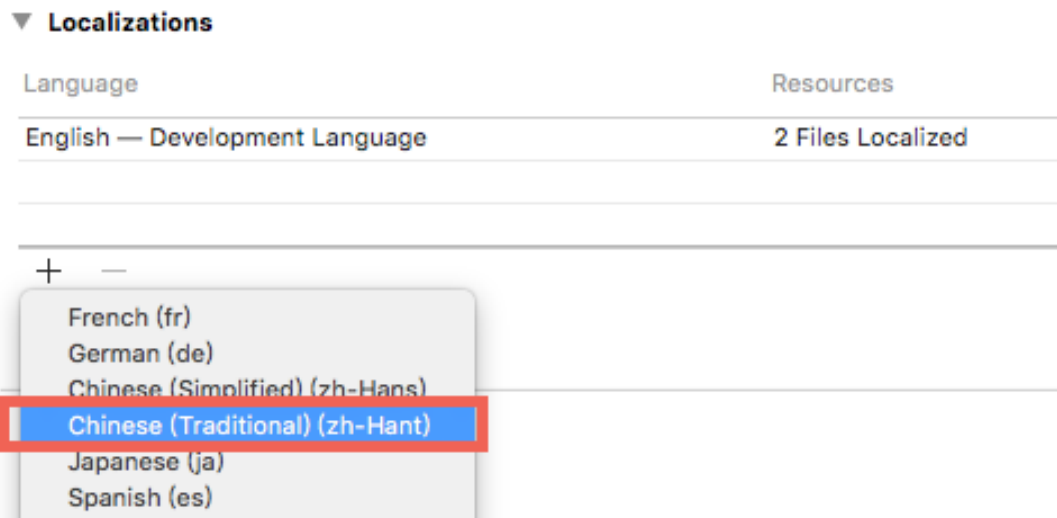 Localizations
Language Resources
English — Development Language 2 Files Localized
+ —
French (fr)
German (de)
Chinese (Simplified) (zh-Hans)
Chinese (Traditional) (zh-Hant)
Japanese (ja)
Spanish (es)